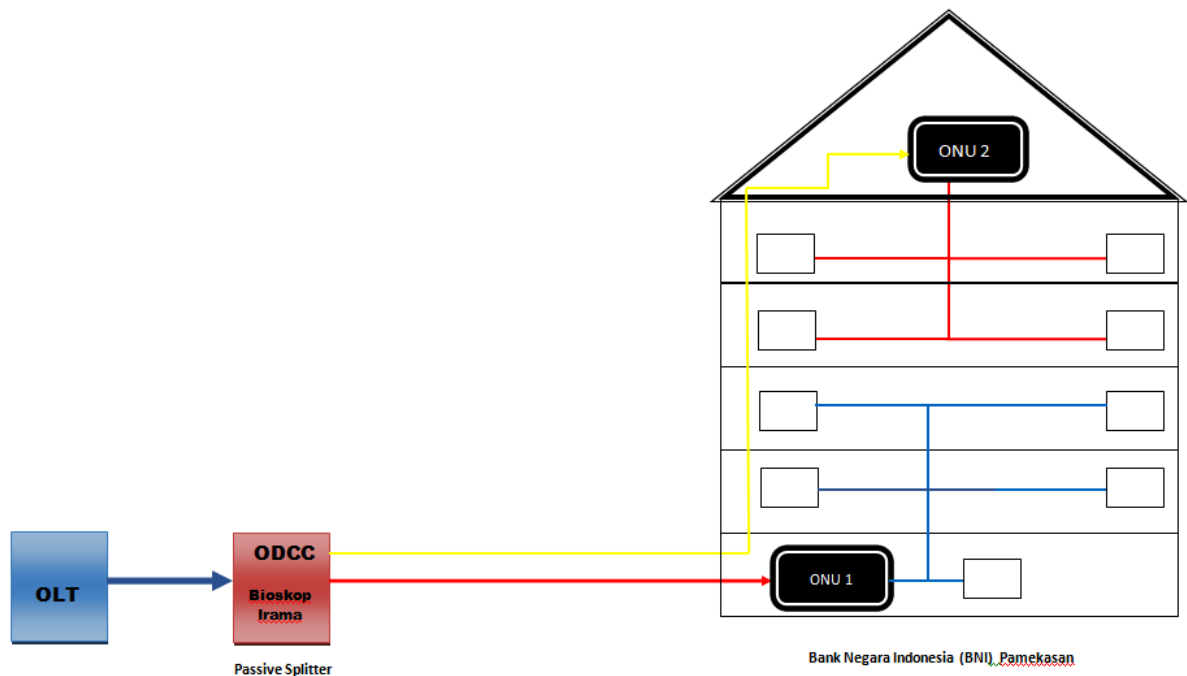 ONU 2
OLT
ODCC
Bioskop
Irama
ONU 1
Passive Splitter
Bank Negara Indonesia (BNI) Pamekasan